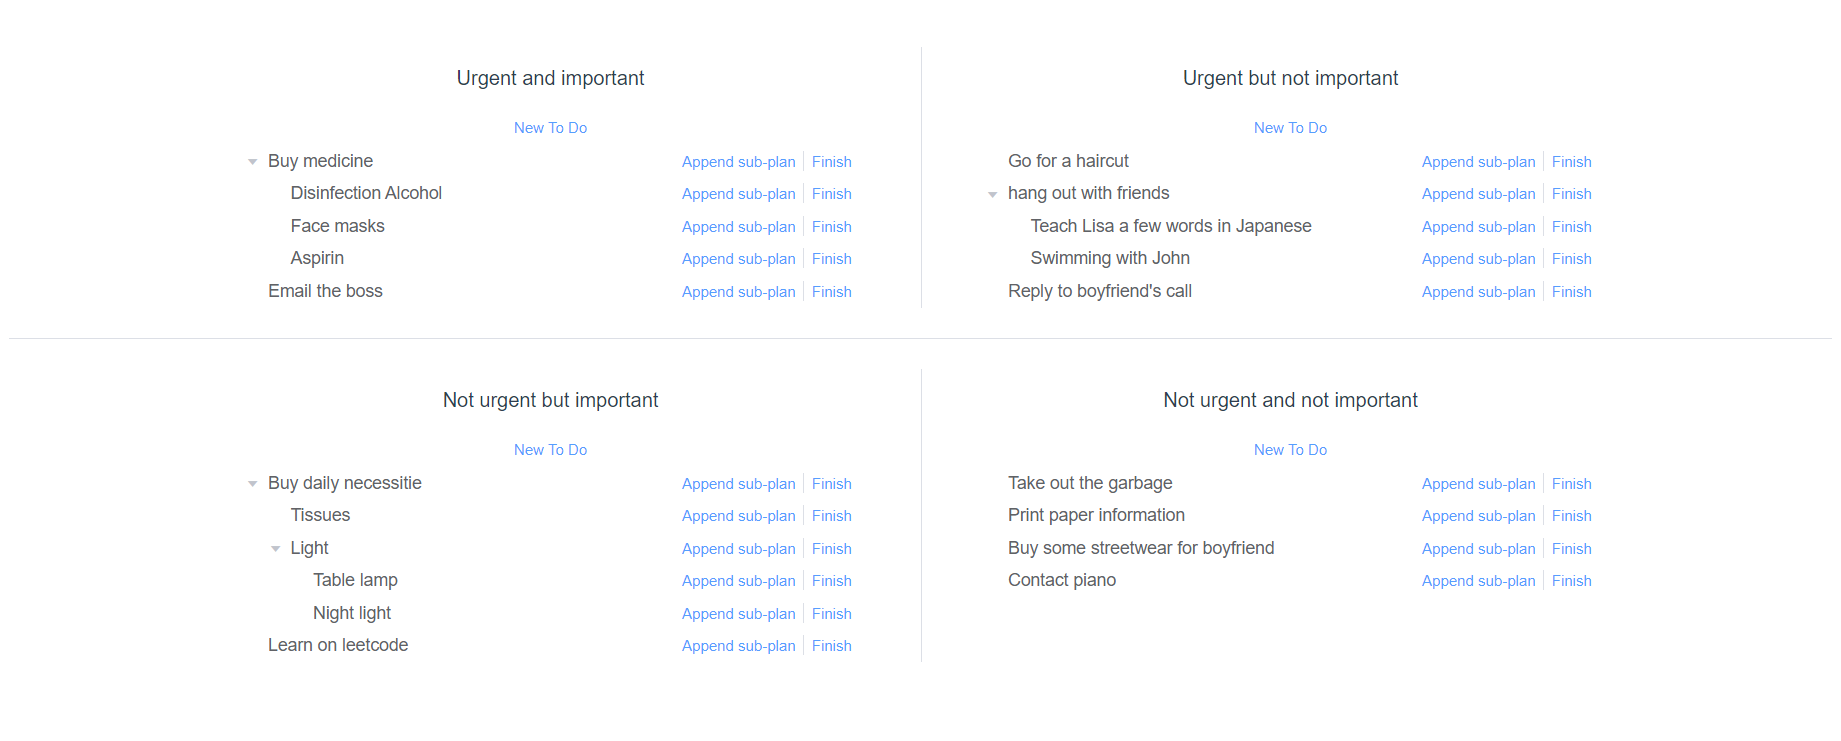 Urgent and important
New To Do
Buy medicine Append sub-plan Finish
Disinfection Alcohol Append sub-plan Finish
Face masks Append sub-plan Finish
Aspirin Append sub-plan Finish
Email the boss Append sub-plan Finish
Urgent but not important
New To Do
Go for a haircut Append sub-plan Finish
hang out with friends Append sub-plan Finish
Teach Lisa a few words in Japanese Append sub-plan Finish
Swimming with John Append sub-plan Finish
Reply to boyfriend's call Append sub-plan Finish
Not urgent but important
New To Do
Buy daily necessitie Append sub-plan Finish
Tissues Append sub-plan Finish
Light Append sub-plan Finish
Table lamp Append sub-plan Finish
Night light Append sub-plan Finish
Learn on leetcode Append sub-plan Finish
Not urgent and not important
New To Do
Take out the garbage Append sub-plan Finish
Print paper information Append sub-plan Finish
Buy some streetwear for boyfriend Append sub-plan Finish
Contact piano Append sub-plan Finish